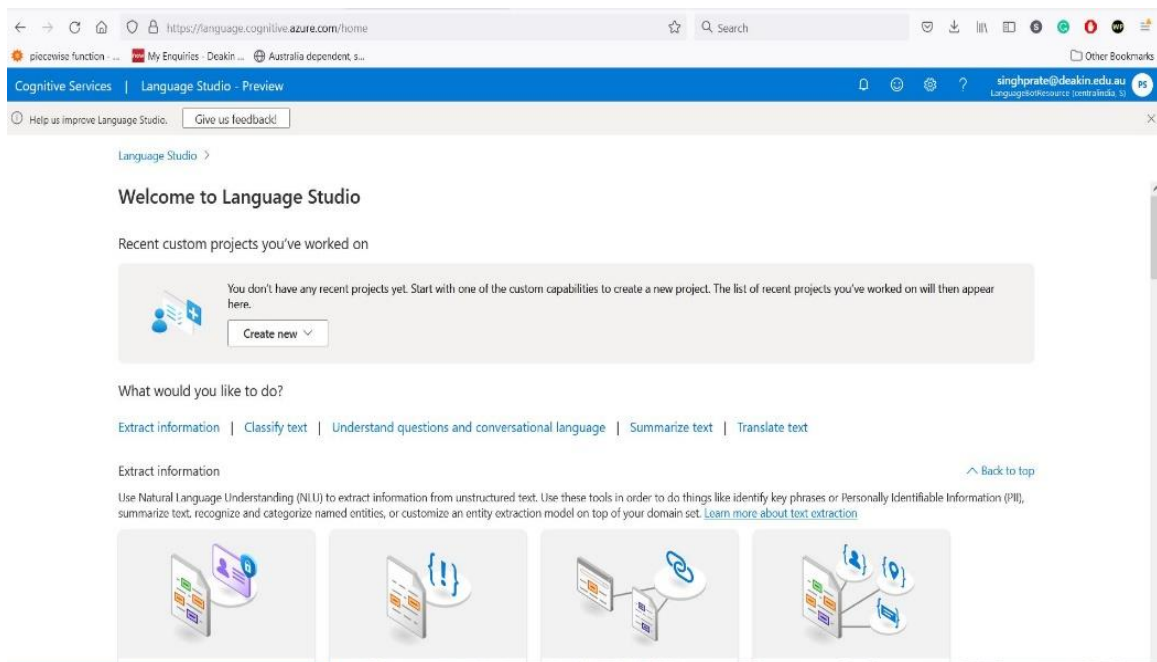 https://language.cognitive.azure.com/home
Search
piecewise function - ...
My Enquiries - Deakin ...
Australia dependent, s...
Other Bookmarks
Cognitive Services | Language Studio - Preview
singhprate@deakin.edu.au
LanguageBotResource (centralindia, S)
PS
Help us improve Language Studio.
Give us feedback!
Language Studio >
Welcome to Language Studio
Recent custom projects you've worked on
You don't have any recent projects yet. Start with one of the custom capabilities to create a new project. The list of recent projects you've worked on will then appear
here.
Create new
What would you like to do?
Extract information | Classify text | Understand questions and conversational language | Summarize text | Translate text
Extract information
Back to top
Use Natural Language Understanding (NLU) to extract information from unstructured text. Use these tools in order to do things like identify key phrases or Personally Identifiable Information (PII),
summarize text, recognize and categorize named entities, or customize an entity extraction model on top of your domain set. Learn more about text extraction